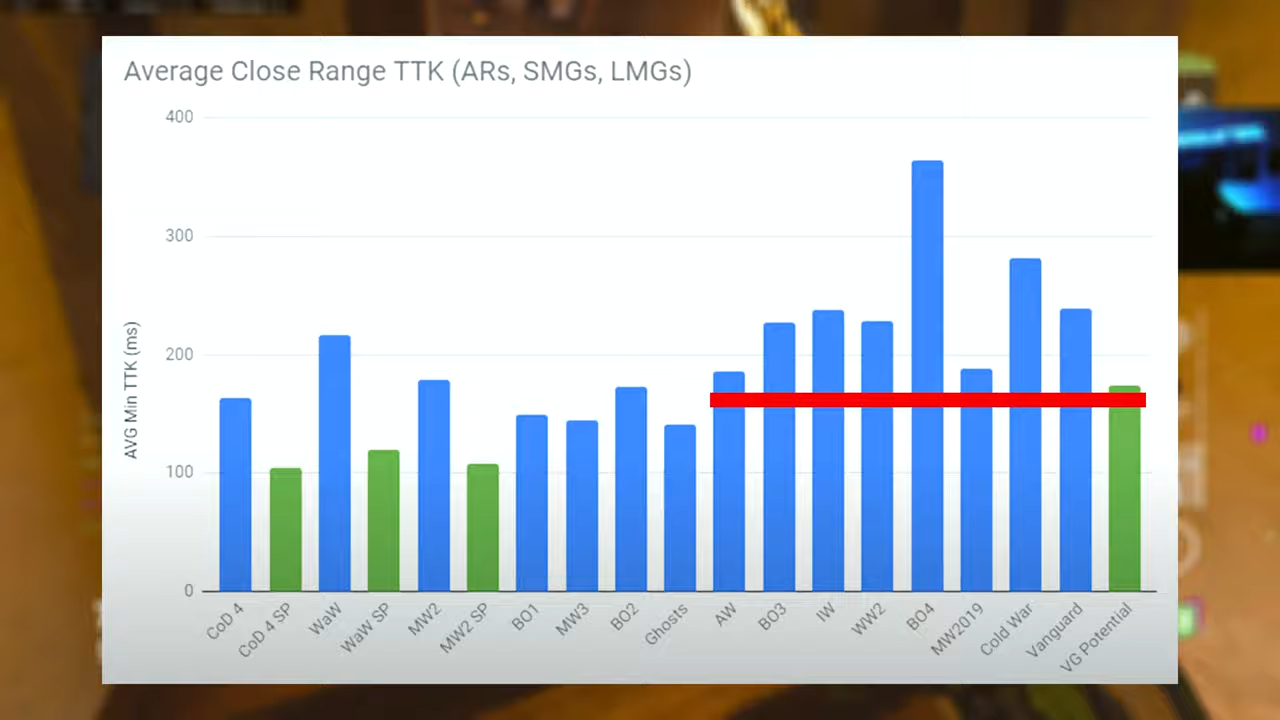 Average Close Range TTK (ARs, SMGs, LMGs)
AVG Min TTK (ms)
400
300
200
100
0
CoD 4
CoD 4 SP
WaW
WaW SP
MW2
MW2 SP
BO1
MW3
BO2
Ghosts
AW
BO3
IW
WW2
BO4
MW2019
Cold War
Vanguard
VG Potential